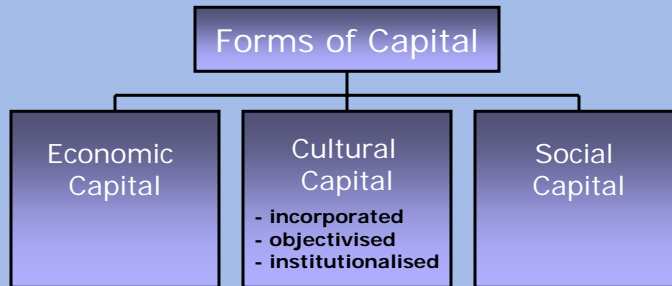 Forms of Capital
Economic
Capital
Cultural
Capital
- incorporated
- objectivised
- institutionalised
Social
Capital